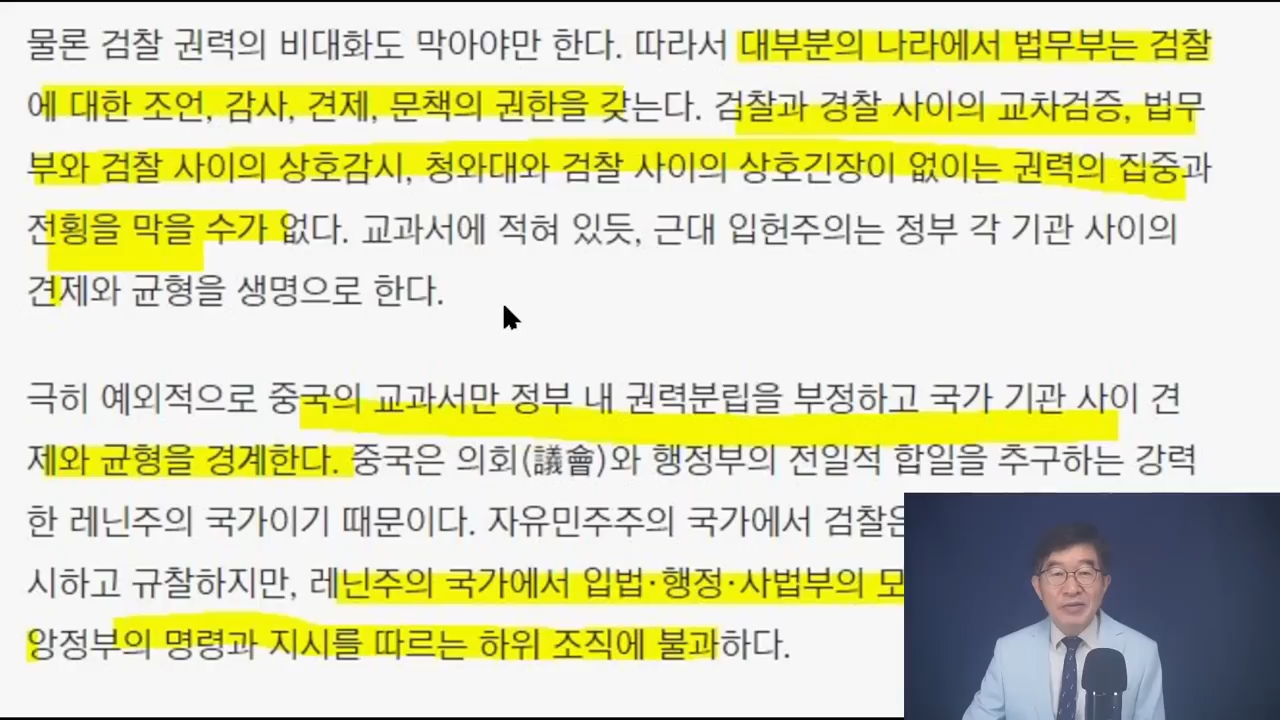 물론 검찰 권력의 비대화도 막아야만 한다. 따라서 대부분의 나라에서 법무부는 검찰
에 대한 조언, 감사, 견제, 문책의 권한을 갖는다. 검찰과 경찰 사이의 교차검증, 법무
부와 검찰 사이의 상호감시, 청와대와 검찰 사이의 상호긴장이 없이는 권력의 집중과
전횡을 막을 수가 없다. 교과서에 적혀 있듯, 근대 입헌주의는 정부 각 기관 사이의
견제와 균형을 생명으로 한다.
극히 예외적으로 중국의 교과서만 정부 내 권력분립을 부정하고 국가 기관 사이 견
제와 균형을 경계한다. 중국은 의회(議會)와 행정부의 전일적 합일을 추구하는 강력
한 레닌주의 국가이기 때문이다. 자유민주주의 국가에서 검찰은
시하고 규찰하지만, 레닌주의 국가에서 입법·행정·사법부의 모
앙정부의 명령과 지시를 따르는 하위 조직에 불과하다.